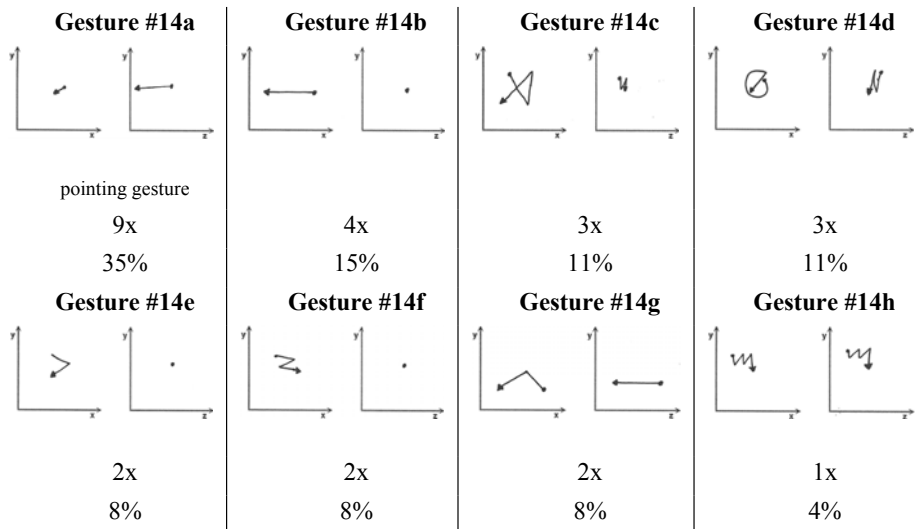 Gesture #14a Gesture #14b Gesture #14c Gesture #14d
y y y y y y y y
x z x z x z x z
pointing gesture
9x 4x 3x 3x
35% 15% 11% 11%
Gesture #14e Gesture #14f Gesture #14g Gesture #14h
y y y y y y y y
x z x z x z x z
2x 2x 2x 1x
8% 8% 8% 4%